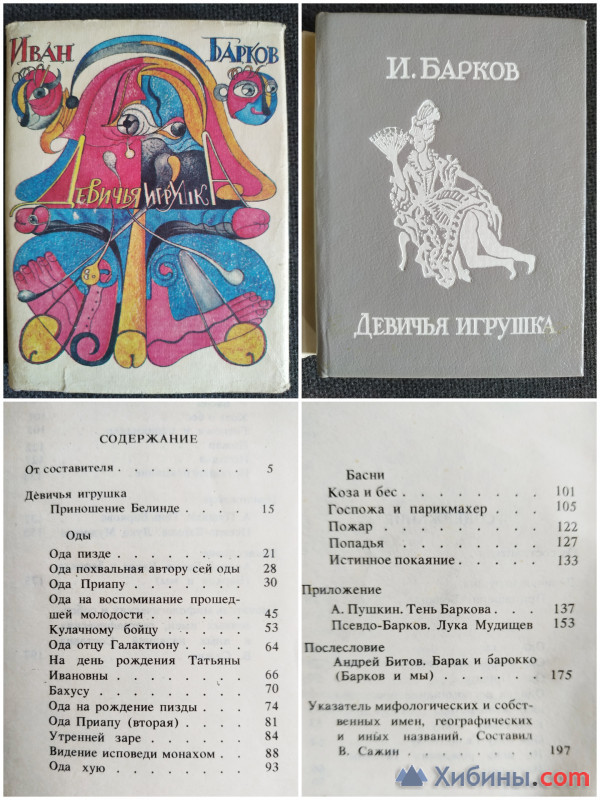 ИВАН БАРКОВ
ДЕВИЧЬЯ ИГРУШКА
И. БАРКОВ
ДЕВИЧЬЯ ИГРУШКА
СОДЕРЖАНИЕ
От составителя . . . . . . . . 5
Девичья игрушка
Приношение Белинде . . . . . 15
Оды
Ода пизде . . . . . . . . 21
Ода похвальная автору сей оды 28
Ода Приапу . . . . . . . 30
Ода на воспоминание прошед-
шей молодости . . . . . . 45
Кулачному бойцу . . . . . 53
Ода отцу Галактиону . . . . 64
На день рождения Татьяны
Ивановны . . . . . . . . 66
Бахусу . . . . . . . . . 70
Ода на рождение пизды . . . 74
Ода Приапу (вторая) . . . . 81
Утренней заре . . . . . . 84
Видение исповеди монахом . . 88
Ода хую . . . . . . . . 93
Басни
Коза и бес . . . . . . . . 101
Госпожа и парикмахер . . . . 105
Пожар . . . . . . . . . 122
Попадья . . . . . . . . 127
Истинное покаяние . . . . . 133
Приложение
А. Пушкин. Тень Баркова . . . 137
Псевдо-Барков. Лука Мудищев 153
Послесловие
Андрей Битов. Барак и барокко
(Барков и мы) . . . . . . . 175
Указатель мифологических и собст-
венных имен, географических
и иных названий. Составил
В. Сажин . . . . . . . . . 197
Хибины.com